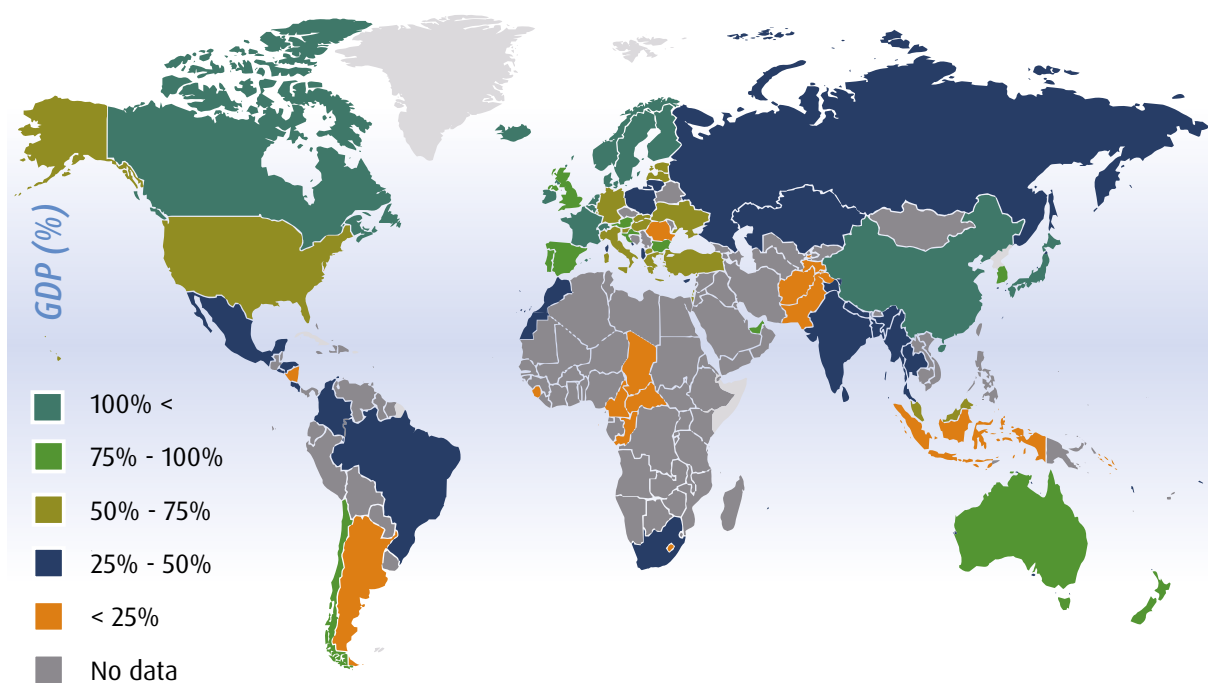 GDP (%)
100% <
75% - 100%
50% - 75%
25% - 50%
< 25%
No data